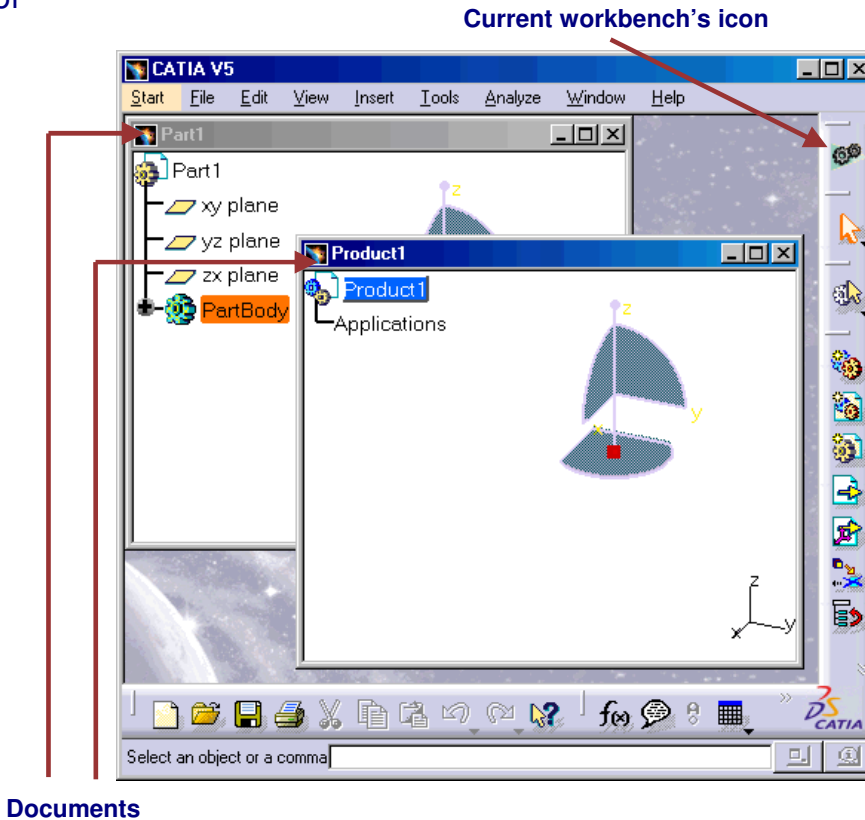 Current workbench's icon
CATIA V5
Start File Edit View Insert Tools Analyze Window Help
Part1
Part1
xy plane
yz plane
zx plane
PartBody
z
Product1
Product1
Applications
z
y
x
z
y
x
f(x)
DS
CATIA
Select an object or a comma
Documents